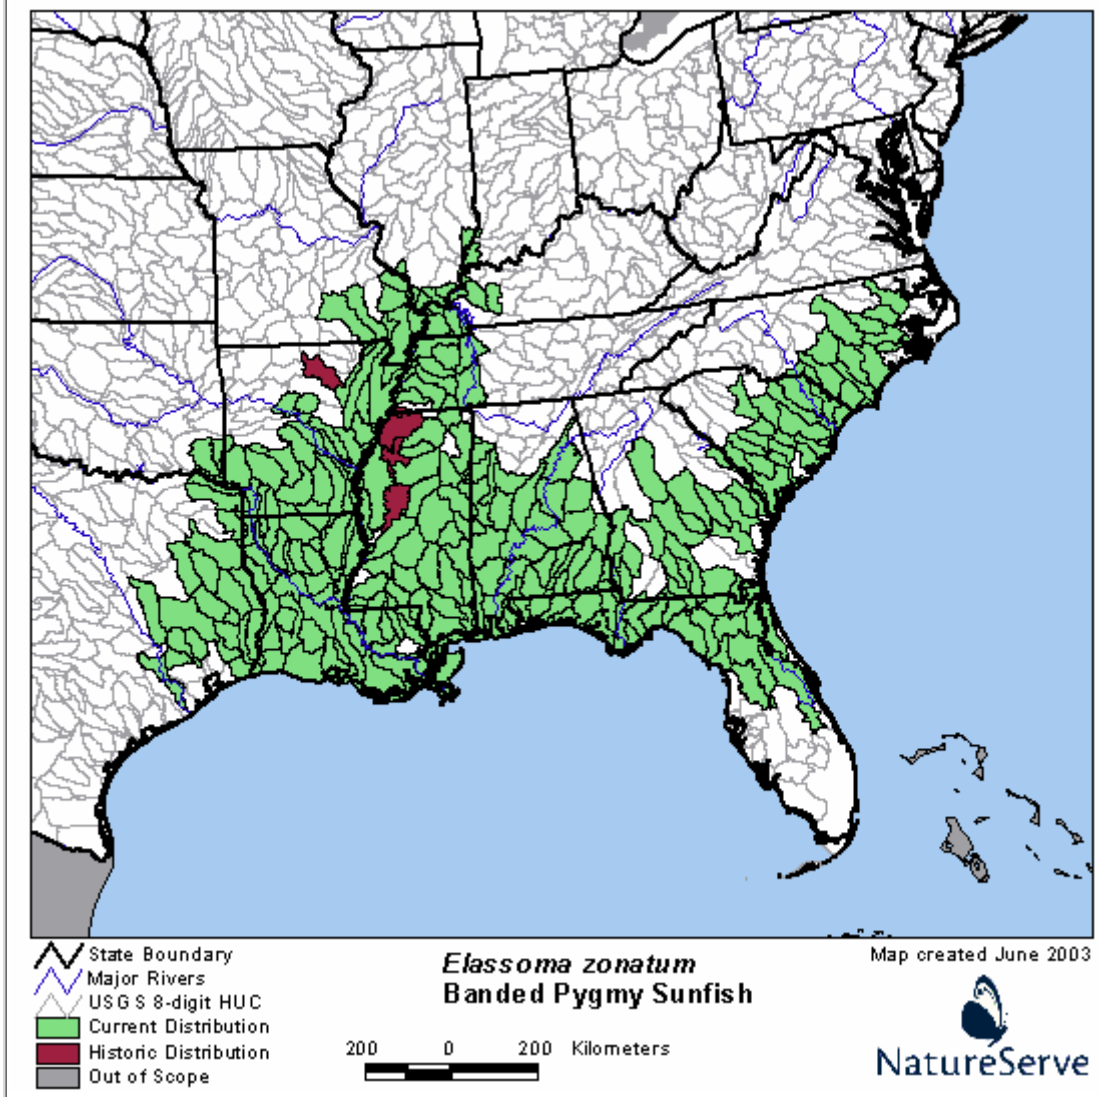 State Boundary
Major Rivers
USGS 8-digit HUC
Current Distribution
Historic Distribution
Out of Scope
Elassoma zonatum
Banded Pygmy Sunfish
200 0 200 Kilometers
Map created June 2003
NatureServe